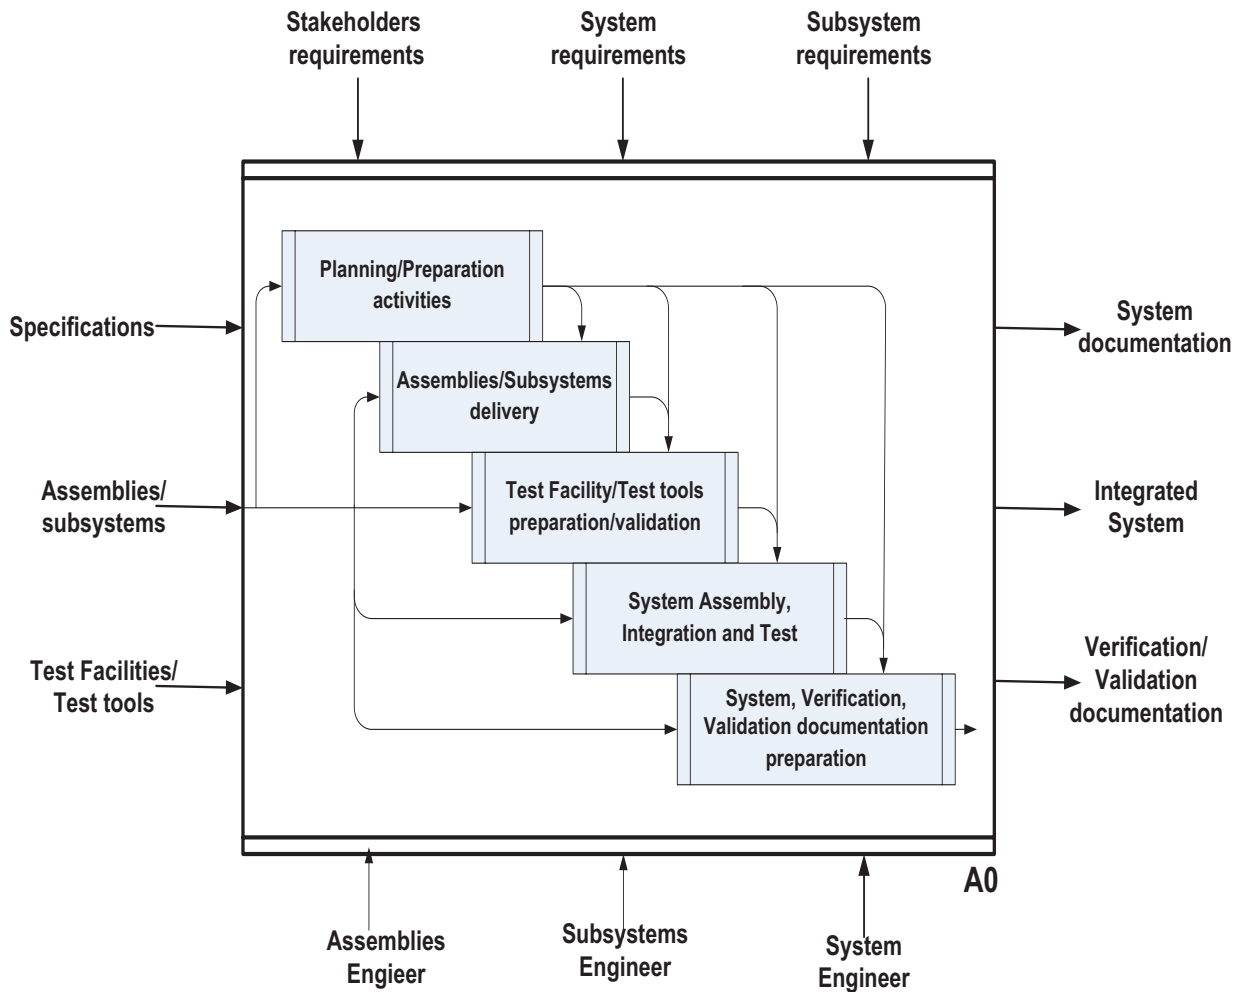 Stakeholders
requirements
System
requirements
Subsystem
requirements
Planning/Preparation
activities
Specifications
System
documentation
Assemblies/Subsystems
delivery
Assemblies/
subsystems
Test Facility/Test tools
preparation/validation
Integrated
System
System Assembly,
Integration and Test
Test Facilities/
Test tools
System, Verification,
Validation documentation
preparation
Verification/
Validation
documentation
A0
Assemblies
Engieer
Subsystems
Engineer
System
Engineer